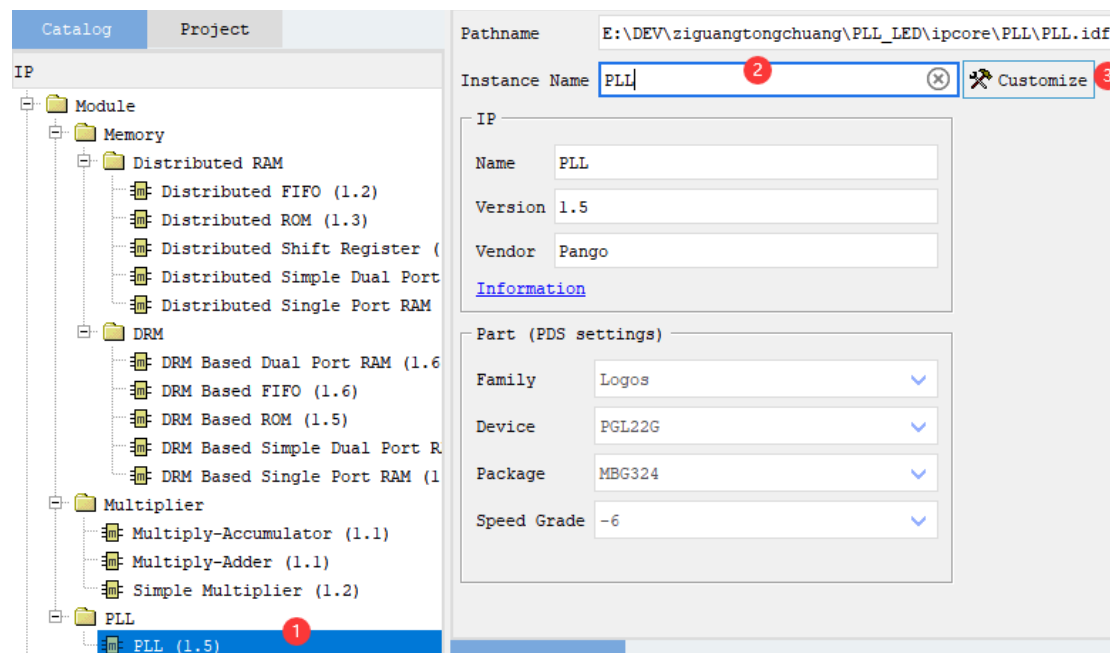 Catalog
Project
IP
Module
Memory
Distributed RAM
Distributed FIFO (1.2)
Distributed ROM (1.3)
Distributed Shift Register (
Distributed Simple Dual Port
Distributed Single Port RAM
DRM
DRM Based Dual Port RAM (1.6
DRM Based FIFO (1.6)
DRM Based ROM (1.5)
DRM Based Simple Dual Port R
DRM Based Single Port RAM (1
Multiplier
Multiply-Accumulator (1.1)
Multiply-Adder (1.1)
Simple Multiplier (1.2)
PLL
PLL (1.5)
1
Pathname E:\DEV\ziguangtongchuang\PLL_LED\ipcore\PLL\PLL.idf
Instance Name PLL 2 Customize 3
IP
Name PLL
Version 1.5
Vendor Pango
Information
Part (PDS settings)
Family Logos
Device PGL22G
Package MBG324
Speed Grade -6